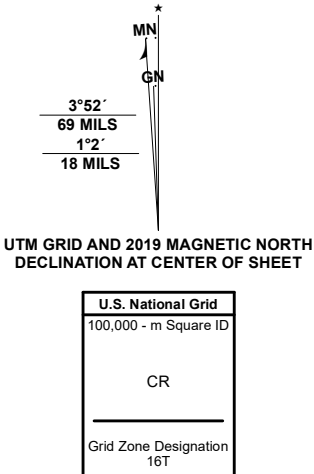 ★
MN
GN
3°52´
69 MILS
1°2´
18 MILS
UTM GRID AND 2019 MAGNETIC NORTH
DECLINATION AT CENTER OF SHEET
U.S. National Grid
100,000 - m Square ID
CR
Grid Zone Designation
16T